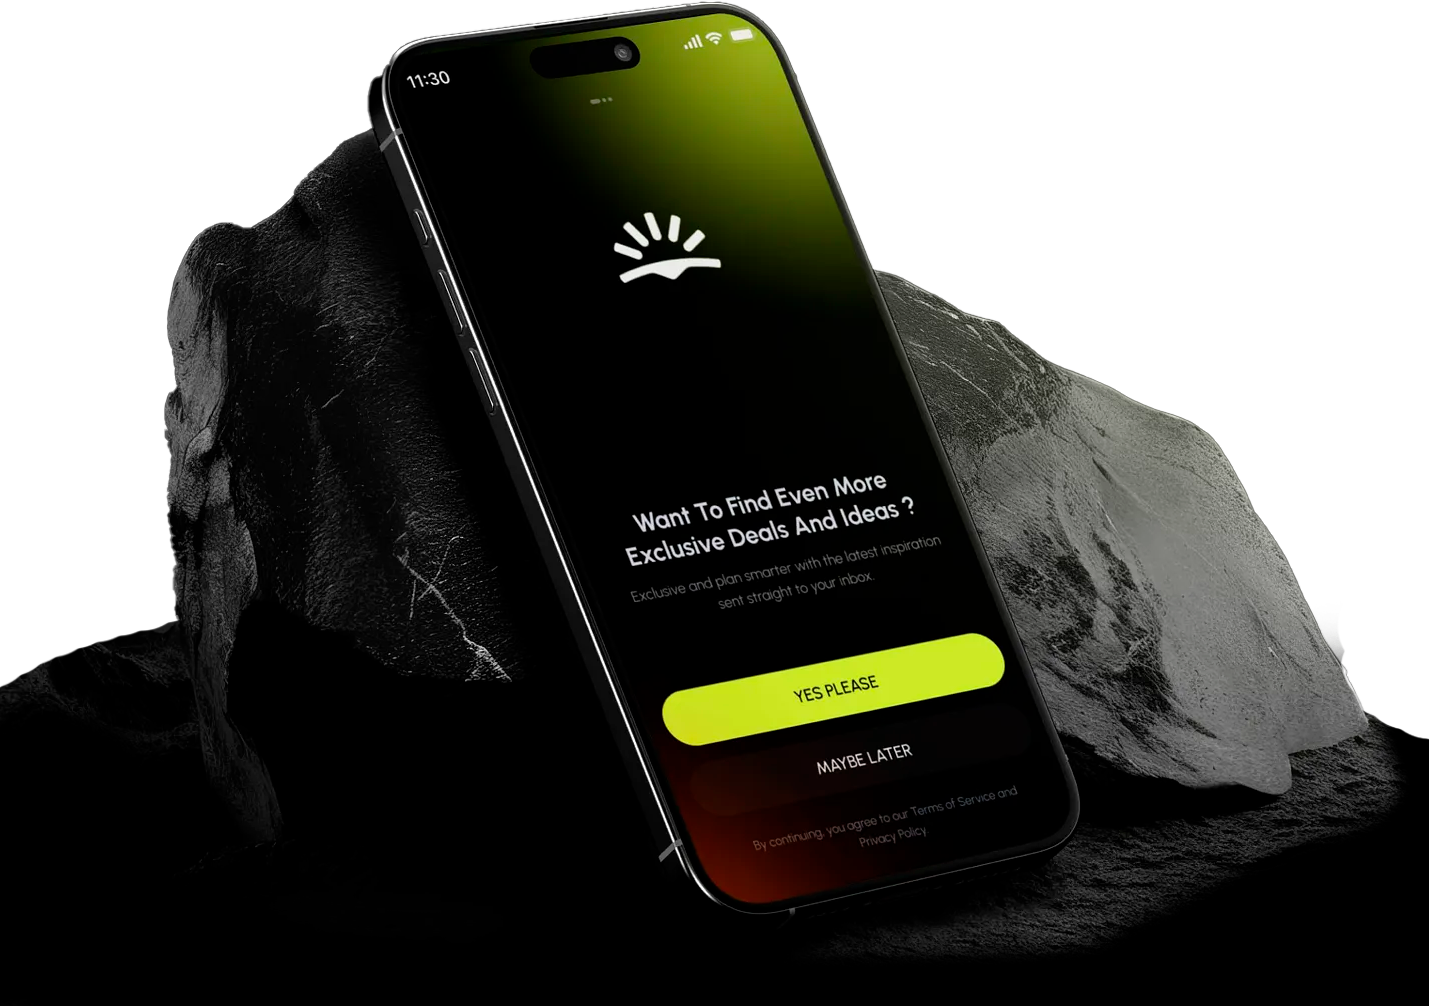 11:30
Want To Find Even More
Exclusive Deals And Ideas ?
Exclusive and plan smarter with the latest inspiration
sent straight to your inbox.
YES PLEASE
MAYBE LATER
By continuing, you agree to our Terms of Service and
Privacy Policy